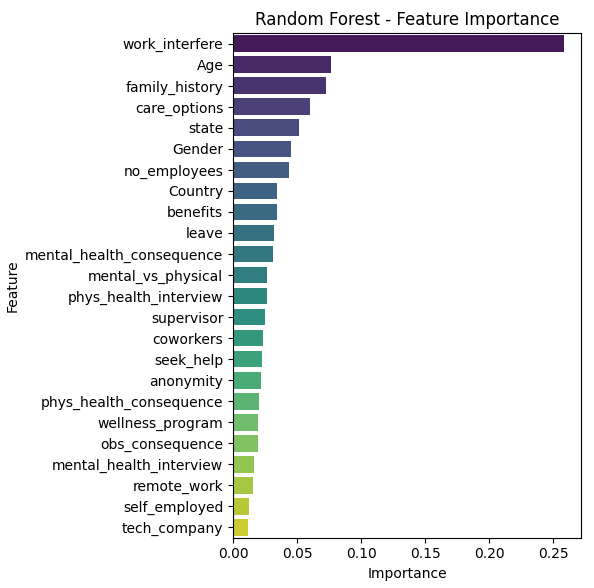 Random Forest - Feature Importance
Feature
work_interfere
Age
family_history
care_options
state
Gender
no_employees
Country
benefits
leave
mental_health_consequence
mental_vs_physical
phys_health_interview
supervisor
coworkers
seek_help
anonymity
phys_health_consequence
wellness_program
obs_consequence
mental_health_interview
remote_work
self_employed
tech_company
0.00 0.05 0.10 0.15 0.20 0.25
Importance